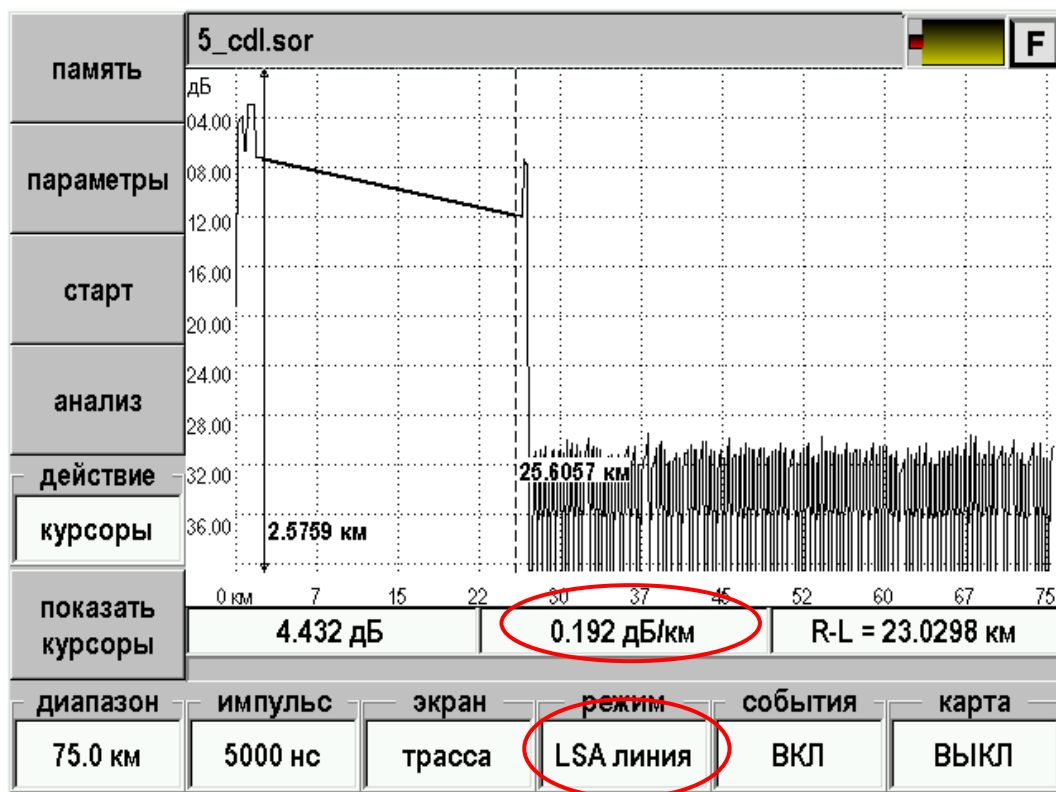 память
параметры
старт
анализ
действие
курсоры
показать
курсоры
5_cdl.sor
F
дБ
04.00
08.00
12.00
16.00
20.00
24.00
28.00
32.00
36.00
25.6057 км
2.5759 км
0 км 7 15 22 30 37 45 52 60 67 75
4.432 дБ 0.192 дБ/км R-L = 23.0298 км
диапазон импульс экран режим события карта
75.0 км 5000 нс трасса LSA линия ВКЛ ВЫКЛ